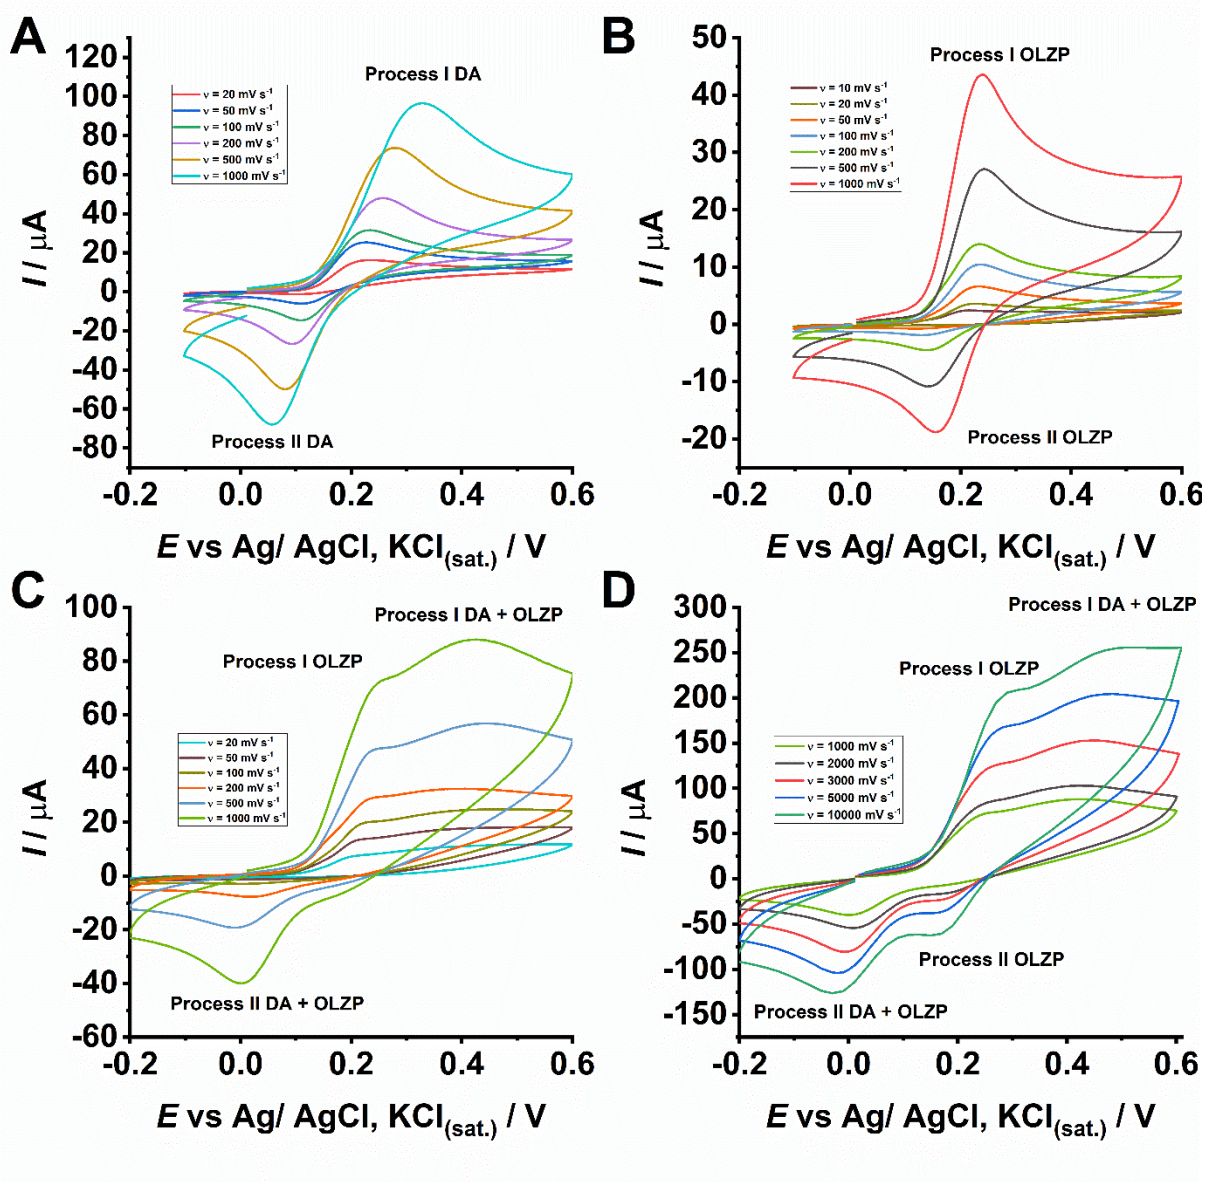 A
120
100
80
60
40
20
0
-20
-40
-60
-80
I / μA
Process I DA
ν = 20 mV s⁻¹
ν = 50 mV s⁻¹
ν = 100 mV s⁻¹
ν = 200 mV s⁻¹
ν = 500 mV s⁻¹
ν = 1000 mV s⁻¹
Process II DA
-0.2 0.0 0.2 0.4 0.6
E vs Ag/ AgCl, KCl(sat.) / V
B
50
40
30
20
10
0
-10
-20
I / μA
Process I OLZP
ν = 10 mV s⁻¹
ν = 20 mV s⁻¹
ν = 50 mV s⁻¹
ν = 100 mV s⁻¹
ν = 200 mV s⁻¹
ν = 500 mV s⁻¹
ν = 1000 mV s⁻¹
Process II OLZP
-0.2 0.0 0.2 0.4 0.6
E vs Ag/ AgCl, KCl(sat.) / V
C
100
80
60
40
20
0
-20
-40
-60
I / μA
Process I DA + OLZP
Process I OLZP
ν = 20 mV s⁻¹
ν = 50 mV s⁻¹
ν = 100 mV s⁻¹
ν = 200 mV s⁻¹
ν = 500 mV s⁻¹
ν = 1000 mV s⁻¹
Process II DA + OLZP
-0.2 0.0 0.2 0.4 0.6
E vs Ag/ AgCl, KCl(sat.) / V
D
300
250
200
150
100
50
0
-50
-100
-150
I / μA
Process I DA + OLZP
Process I OLZP
ν = 1000 mV s⁻¹
ν = 2000 mV s⁻¹
ν = 3000 mV s⁻¹
ν = 5000 mV s⁻¹
ν = 10000 mV s⁻¹
Process II OLZP
Process II DA + OLZP
-0.2 0.0 0.2 0.4 0.6
E vs Ag/ AgCl, KCl(sat.) / V